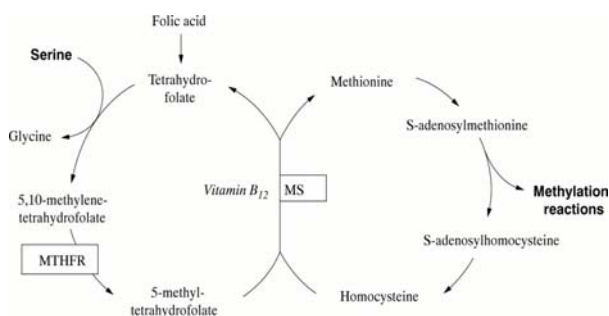 Folic acid
Serine
Tetrahydro-
folate
Methionine
S-adenosylmethionine
Glycine
Vitamin B12
MS
Methylation
reactions
5,10-methylene-
tetrahydrofolate
S-adenosylhomocysteine
MTHFR
5-methyl-
tetrahydrofolate
Homocysteine